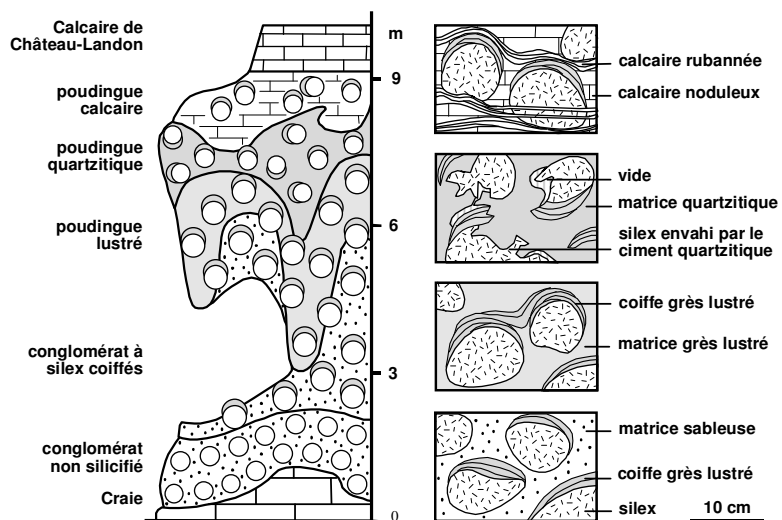 Calcaire de
Château-Landon
poudingue
calcaire
poudingue
quartzitique
poudingue
lustré
conglomérat à
silex coiffés
conglomérat
non silicifié
Craie
m
9
6
3
0
calcaire rubannée
calcaire noduleux
vide
matrice quartzitique
silex envahi par le
ciment quartzitique
coiffe grès lustré
matrice grès lustré
matrice sableuse
coiffe grès lustré
silex
10 cm